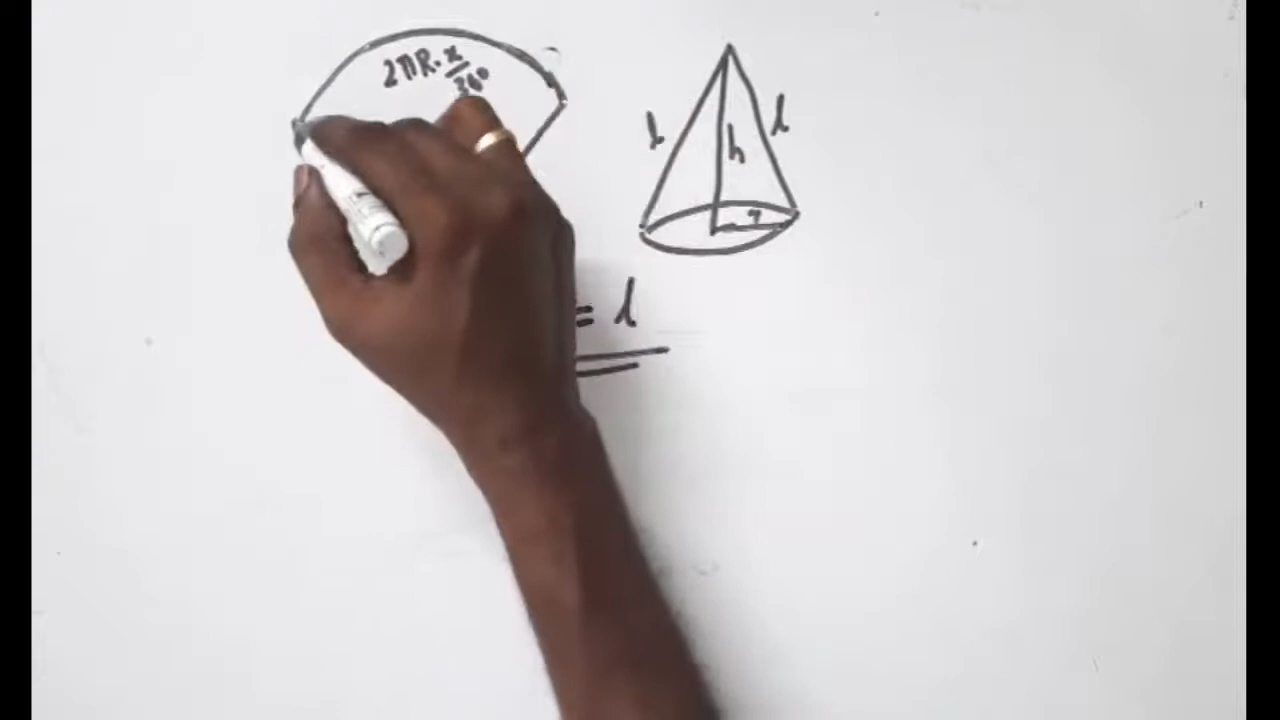 2πR. x/360
l h l
r
= l